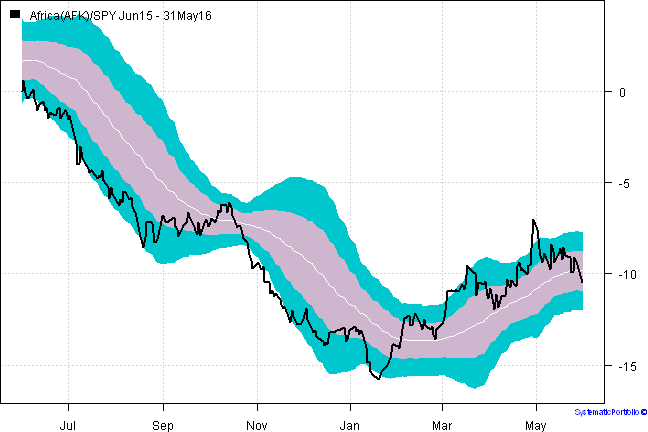 Africa(AFK)/SPY Jun15 - 31May16
0
-5
-10
-15
Jul Sep Nov Jan Mar May
SystematicPortfolio ©